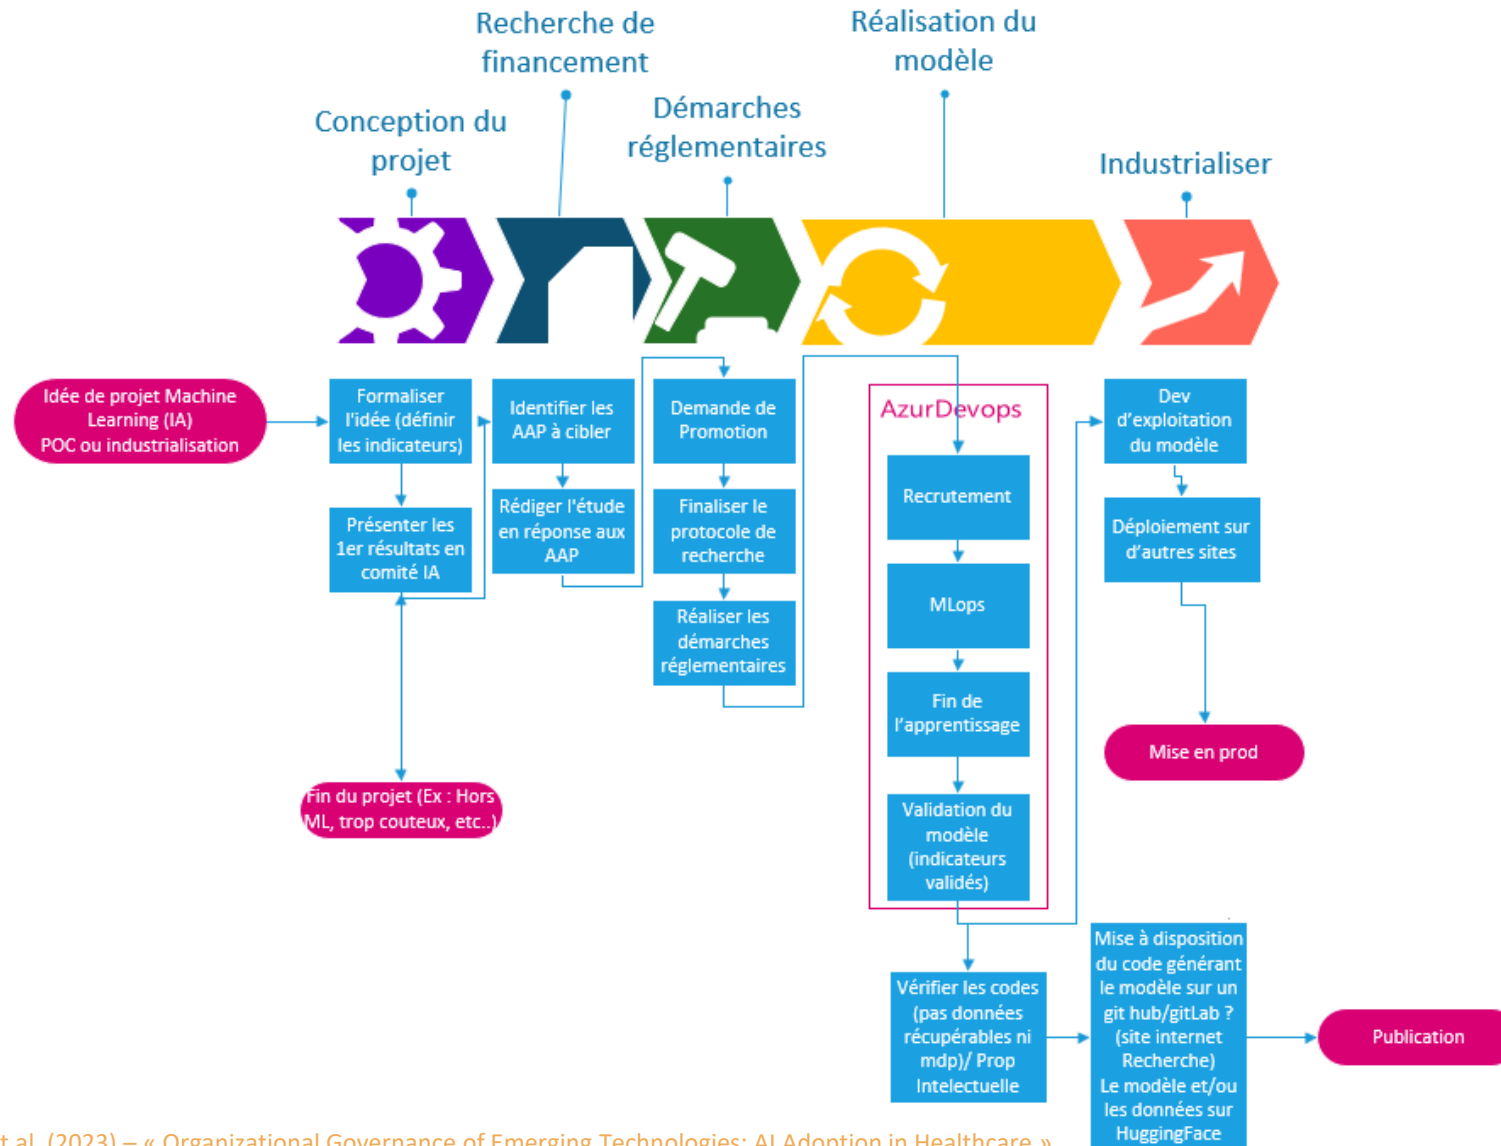 Recherche de
financement
Réalisation du
modèle
Conception du
projet
Démarches
réglementaires
Industrialiser
Idée de projet Machine
Learning (IA)
POC ou industrialisation
Formaliser
l'idée (définir
les indicateurs)
Présenter les
1er résultats en
comité IA
Fin du projet (Ex : Hors
ML, trop couteux, etc..)
Identifier les
AAP à cibler
Rédiger l'étude
en réponse aux
AAP
Demande de
Promotion
Finaliser le
protocole de
recherche
Réaliser les
démarches
réglementaires
AzurDevops
Recrutement
MLops
Fin de
l'apprentissage
Validation du
modèle
(indicateurs
validés)
Dev
d'exploitation
du modèle
Déploiement sur
d'autres sites
Mise en prod
Vérifier les codes
(pas données
récupérables ni
mdp)/ Prop
Intelectuelle
Mise à disposition
du code générant
le modèle sur un
git hub/gitLab ?
(site internet
Recherche)
Le modèle et/ou
les données sur
HuggingFace
Publication
t al. (2023) – « Organizational Governance of Emerging Technologies: AI Adoption in Healthcare »